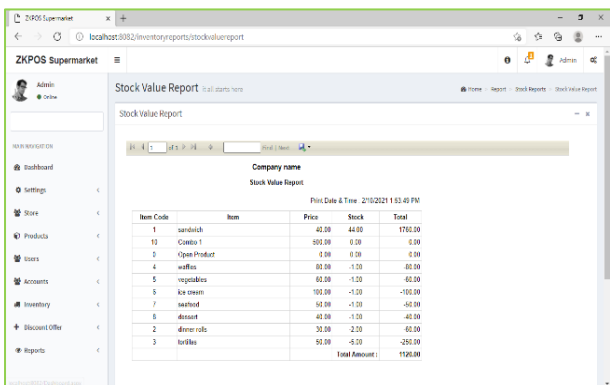 ZKPOS Supermarket
localhost:8082/inventoryreports/stockvaluereport
ZKPOS Supermarket
Admin
Admin
Online
Stock Value Report it all starts here
Home Report Stock Reports Stock Value Report
Stock Value Report
MAIN NAVIGATION
Dashboard
Settings
Store
Products
Users
Accounts
Inventory
Discount Offer
Reports
1 of 1 Find | Next
Company name
Stock Value Report
Print Date & Time : 2/18/2021 1:53:49 PM
Item Code Item Price Stock Total
1 sandwich 40.00 44.00 1760.00
10 Combo 1 500.00 0.00 0.00
0 Open Product 0.00 0.00 0.00
4 waffles 80.00 -1.00 -80.00
5 vegetables 60.00 -1.00 -60.00
6 ice cream 100.00 -1.00 -100.00
7 seafood 50.00 -1.00 -50.00
8 dessert 40.00 -1.00 -40.00
2 dinner rolls 30.00 -2.00 -60.00
3 tortillas 50.00 -5.00 -250.00
Total Amount : 1120.00